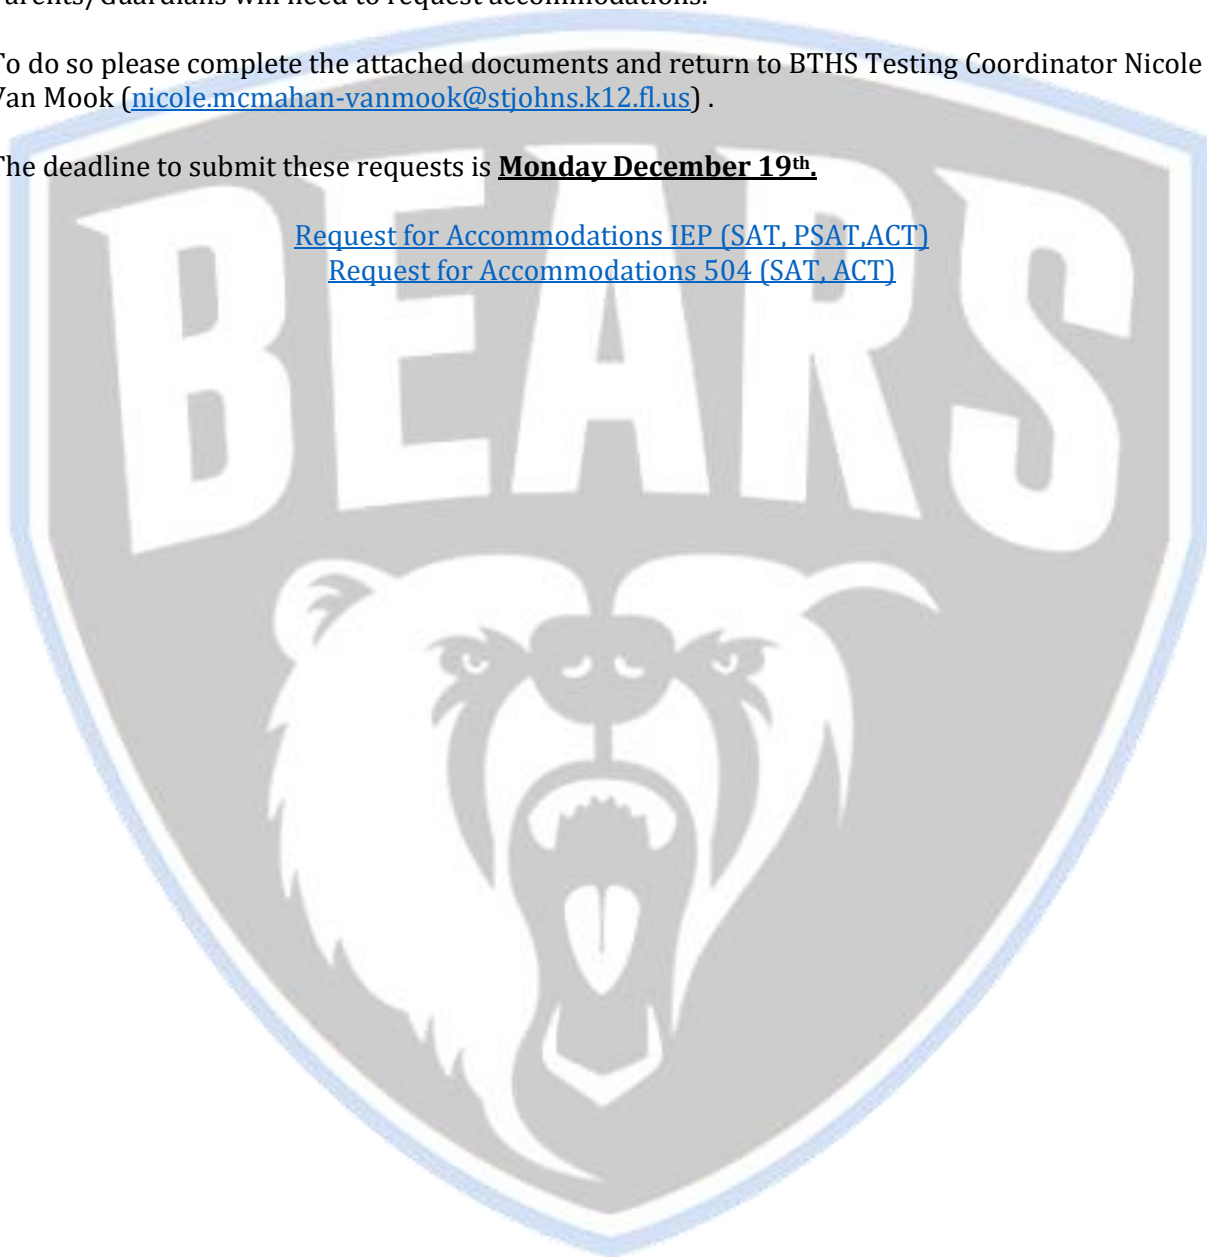 Parents/Guardians will need to request accommodations.
To do so please complete the attached documents and return to BTHS Testing Coordinator Nicole
Van Mook (nicole.mcmahan-vanmook@stjohns.k12.fl.us) .
The deadline to submit these requests is Monday December 19th.
Request for Accommodations IEP (SAT, PSAT,ACT)
Request for Accommodations 504 (SAT, ACT)
BEARS